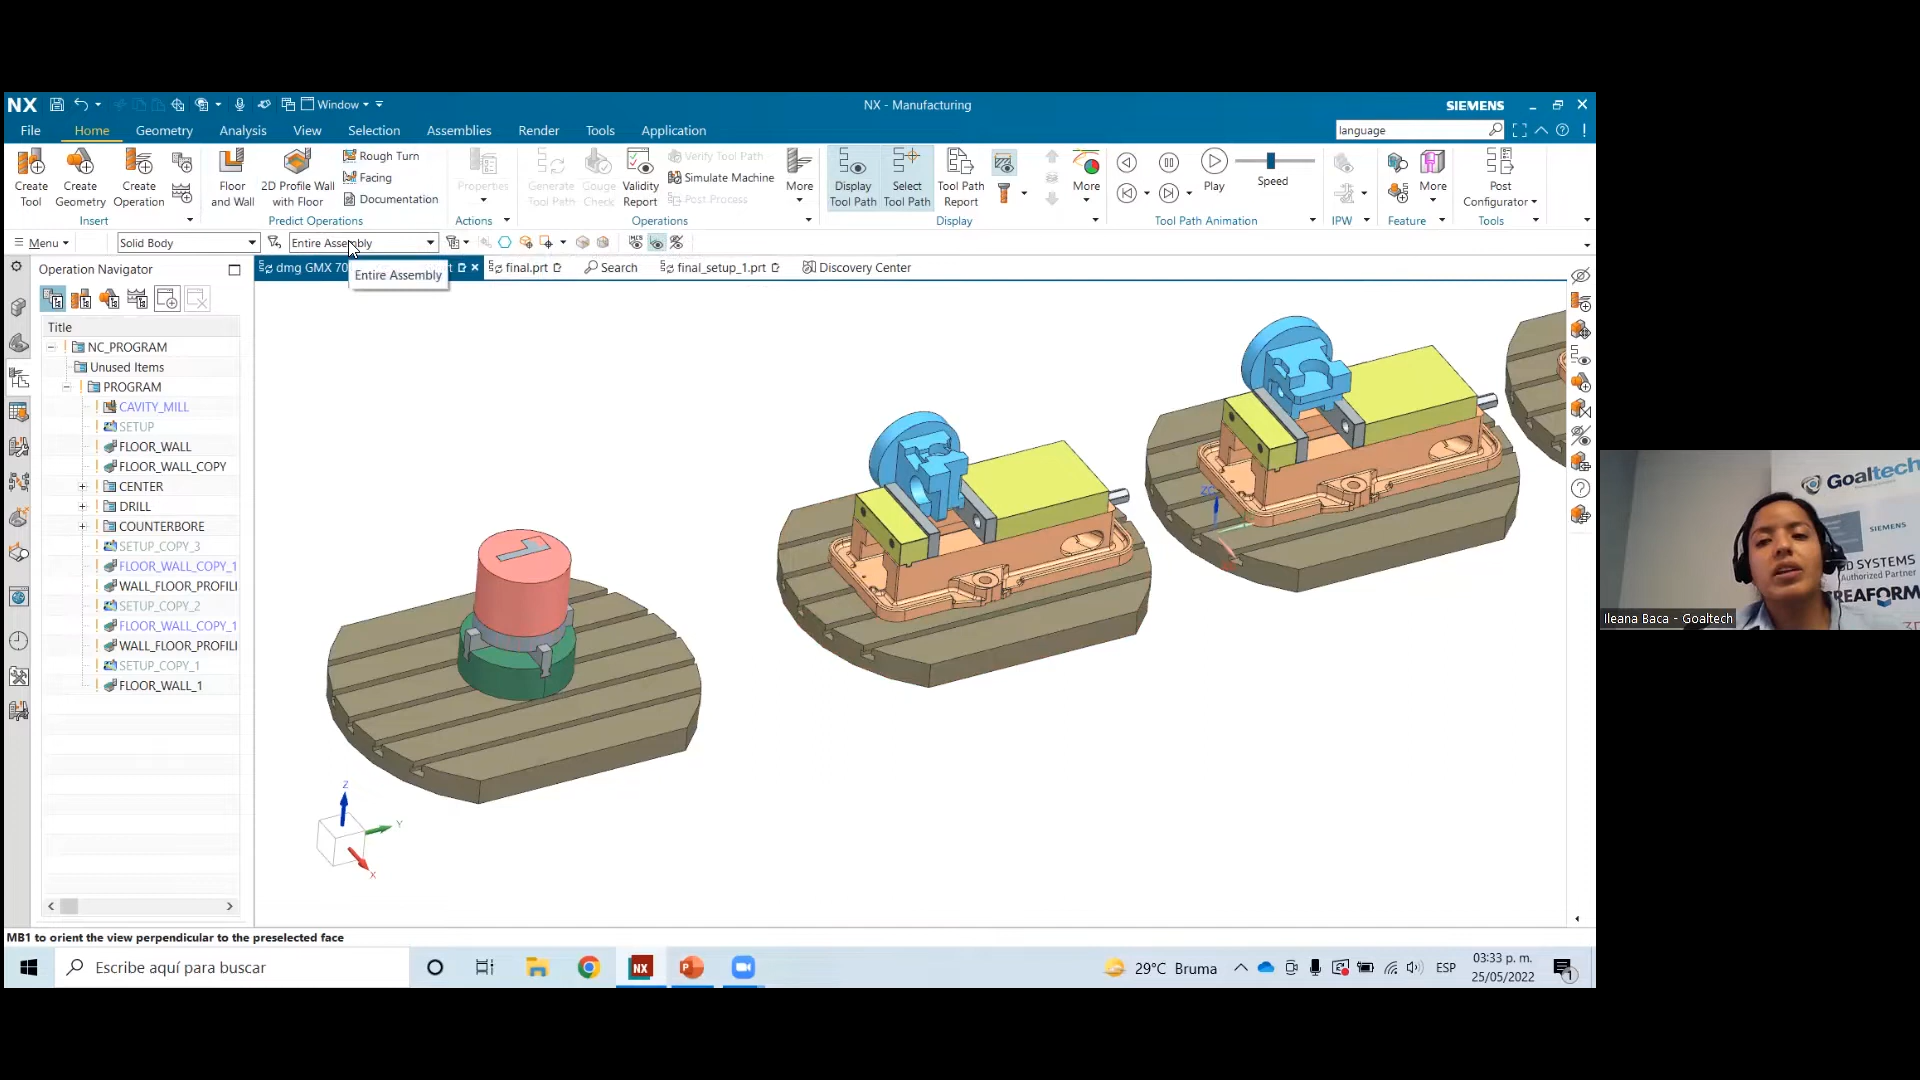 NX
Window
NX - Manufacturing
SIEMENS
File
Home
Geometry
Analysis
View
Selection
Assemblies
Render
Tools
Application
language
Create
Tool
Create
Geometry
Create
Operation
Insert
Floor
and Wall
2D Profile Wall
with Floor
Rough Turn
Facing
Documentation
Predict Operations
Properties
Actions
Generate
Tool Path
Gouge
Check
Validity
Report
Verify Tool Path
Simulate Machine
Post Process
More
Operations
Display
Tool Path
Select
Tool Path
Tool Path
Report
More
Display
Play
Speed
Tool Path Animation
IPW
More
Feature
Post
Configurator
Tools
Menu
Solid Body
Entire Assembly
Entire Assembly
dmg GMX 70
final.prt
Search
final_setup_1.prt
Discovery Center
Operation Navigator
Title
NC_PROGRAM
Unused Items
PROGRAM
CAVITY_MILL
SETUP
FLOOR_WALL
FLOOR_WALL_COPY
CENTER
DRILL
COUNTERBORE
SETUP_COPY_3
FLOOR_WALL_COPY_1
WALL_FLOOR_PROFILI
SETUP_COPY_2
FLOOR_WALL_COPY_1
WALL_FLOOR_PROFILI
SETUP_COPY_1
FLOOR_WALL_1
Z
Y
X
ZC
MB1 to orient the view perpendicular to the preselected face
Escribe aquí para buscar
NX
29°C Bruma
ESP
03:33 p. m.
25/05/2022
1
Goaltech
SIEMENS
3D SYSTEMS
Authorized Partner
CREAFORM
Ileana Baca - Goaltech